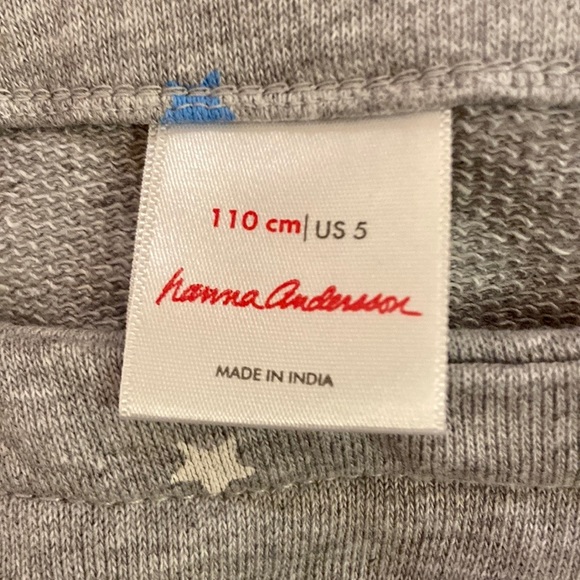 110 cm| US 5
hanna Andersson
MADE IN INDIA